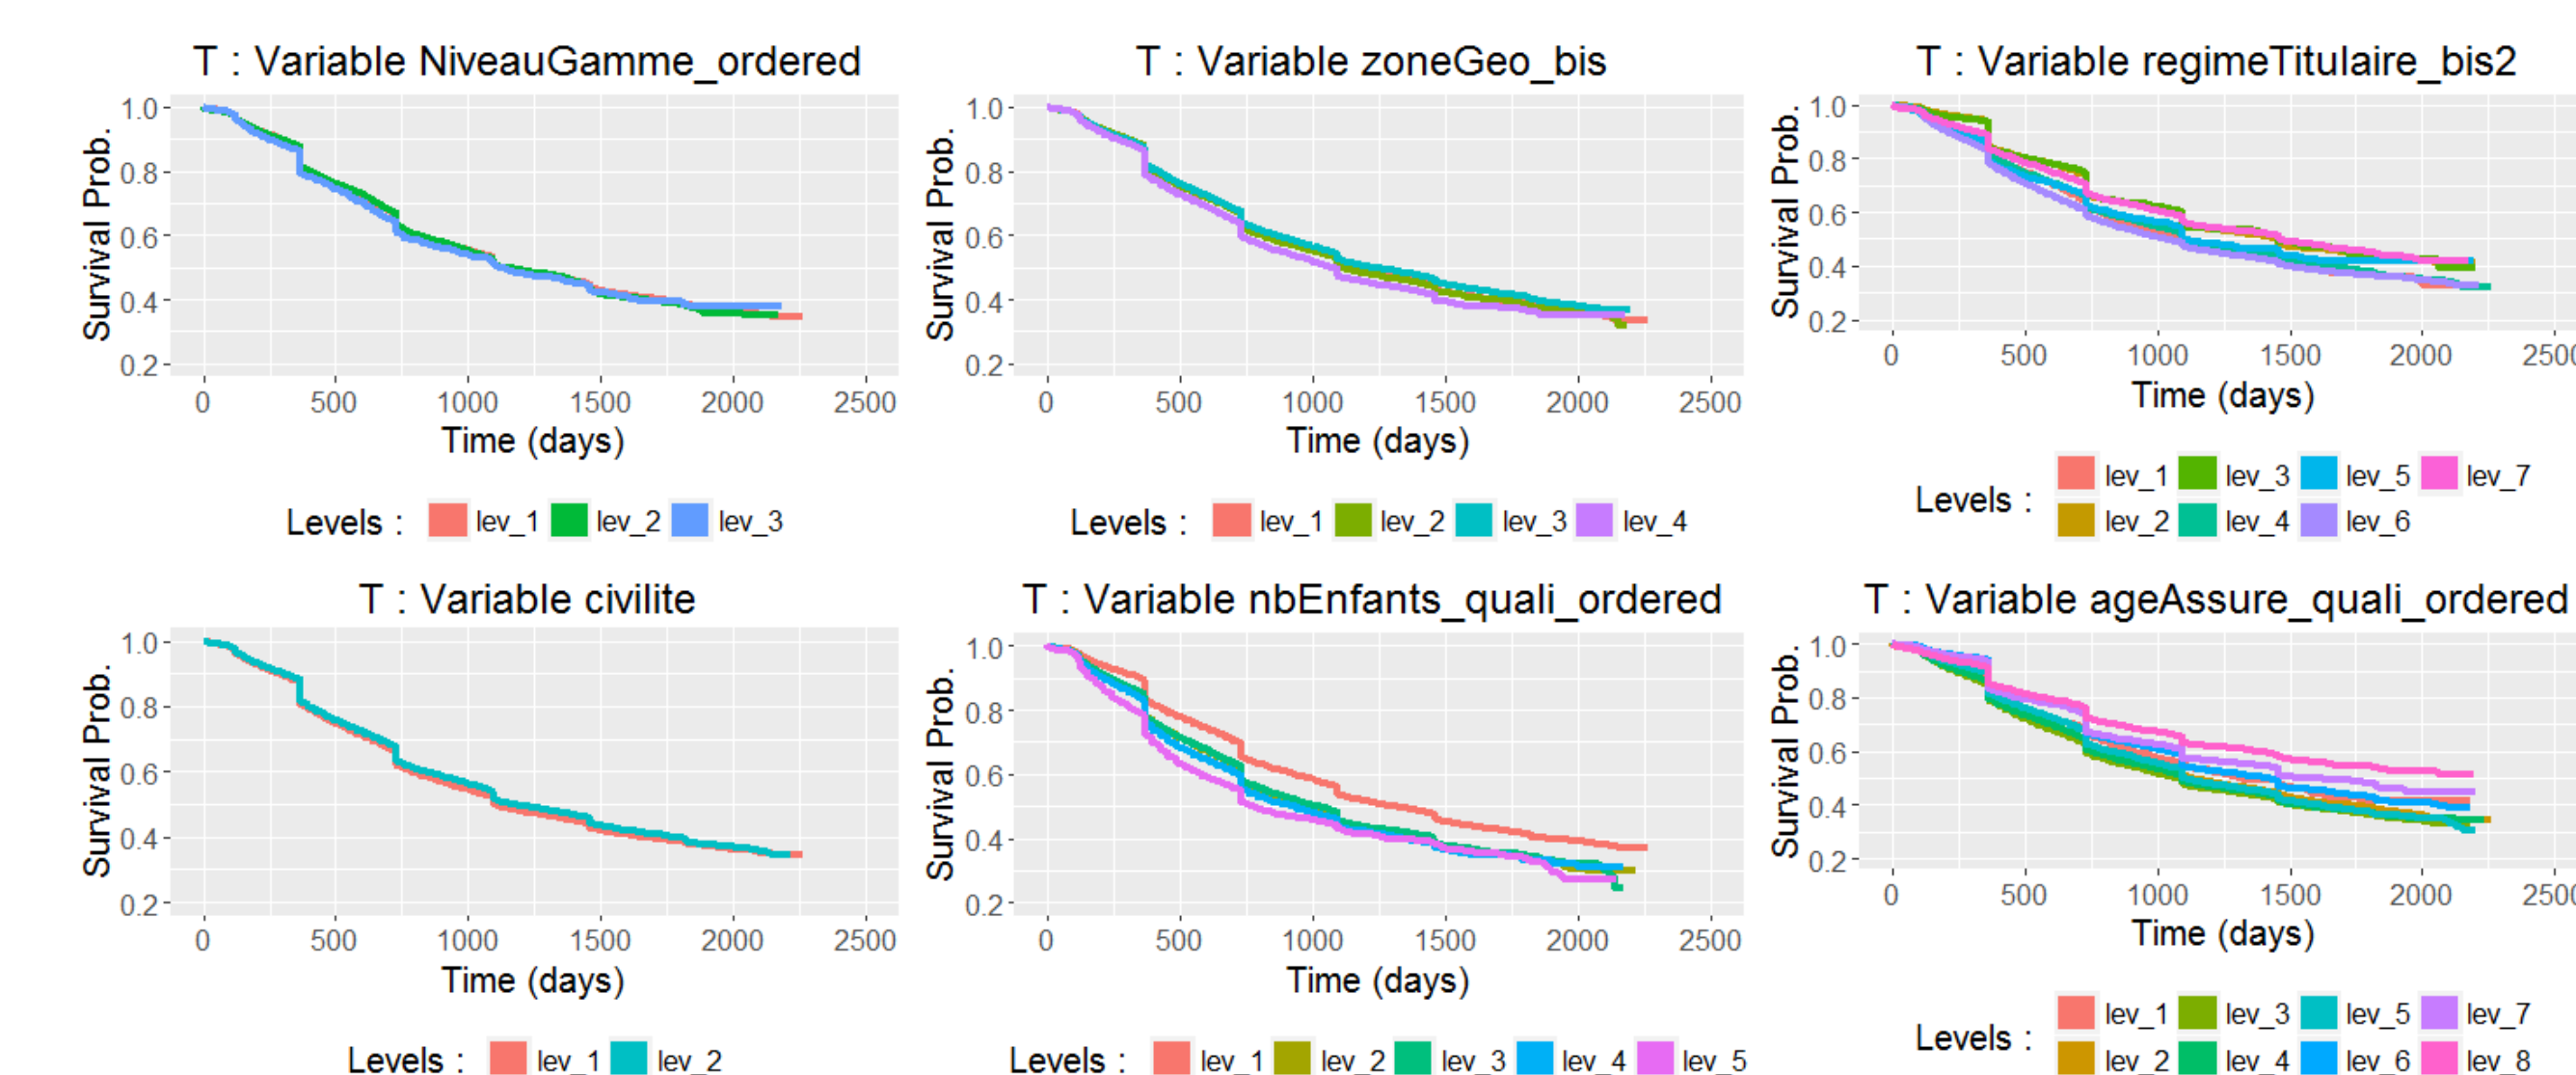 T : Variable NiveauGamme_ordered
Survival Prob.
1.0
0.8
0.6
0.4
0.2
0 500 1000 1500 2000 2500
Time (days)
Levels : lev_1 lev_2 lev_3
T : Variable zoneGeo_bis
Survival Prob.
1.0
0.8
0.6
0.4
0.2
0 500 1000 1500 2000 2500
Time (days)
Levels : lev_1 lev_2 lev_3 lev_4
T : Variable regimeTitulaire_bis2
Survival Prob.
1.0
0.8
0.6
0.4
0.2
0 500 1000 1500 2000 250
Time (days)
Levels :
lev_1 lev_3 lev_5 lev_7
lev_2 lev_4 lev_6
T : Variable civilite
Survival Prob.
1.0
0.8
0.6
0.4
0.2
0 500 1000 1500 2000 2500
Time (days)
Levels : lev_1 lev_2
T : Variable nbEnfants_quali_ordered
Survival Prob.
1.0
0.8
0.6
0.4
0.2
0 500 1000 1500 2000 2500
Time (days)
Levels : lev_1 lev_2 lev_3 lev_4 lev_5
T : Variable ageAssure_quali_ordered
Survival Prob.
1.0
0.8
0.6
0.4
0.2
0 500 1000 1500 2000 250
Time (days)
Levels :
lev_1 lev_3 lev_5 lev_7
lev_2 lev_4 lev_6 lev_8